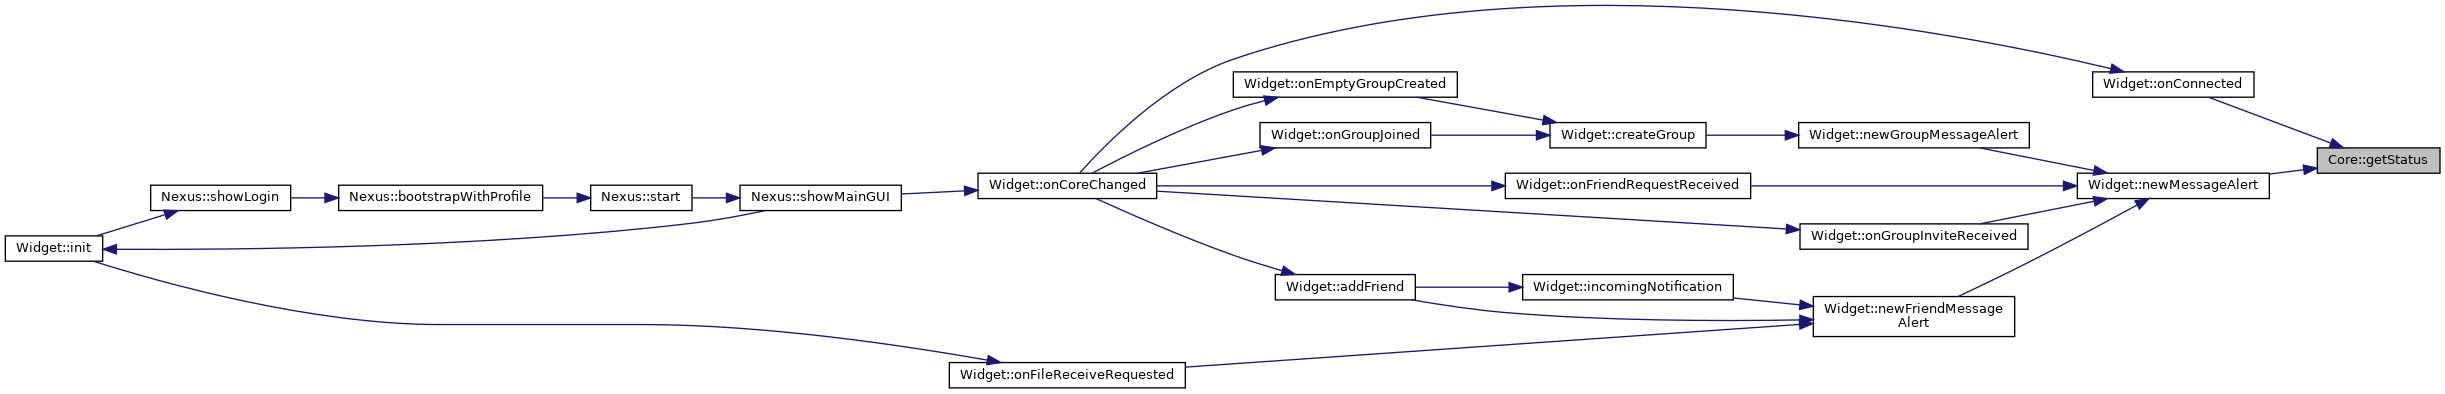 Widget::onEmptyGroupCreated
Widget::onConnected
Widget::onGroupJoined
Widget::createGroup
Widget::newGroupMessageAlert
Core::getStatus
Nexus::showLogin
Nexus::bootstrapWithProfile
Nexus::start
Nexus::showMainGUI
Widget::onCoreChanged
Widget::onFriendRequestReceived
Widget::newMessageAlert
Widget::init
Widget::onGroupInviteReceived
Widget::addFriend
Widget::incomingNotification
Widget::newFriendMessage
Alert
Widget::onFileReceiveRequested